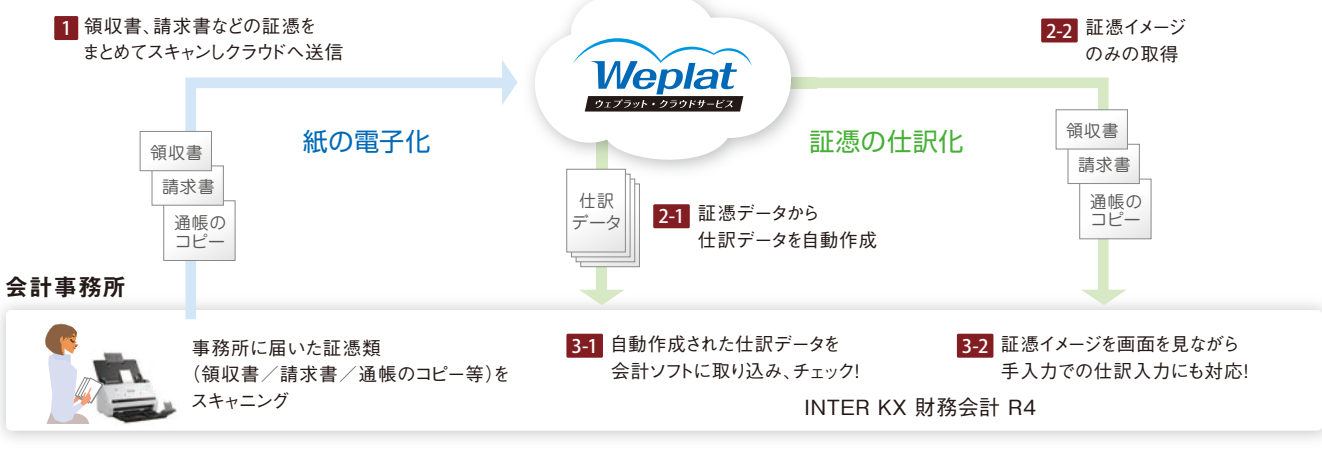 1 領収書、請求書などの証憑を
まとめてスキャンしクラウドへ送信
Weplat
ウェプラット・クラウドサービス
2-2 証憑イメージ
のみの取得
紙の電子化
証憑の仕訳化
領収書
請求書
通帳の
コピー
仕訳
データ
2-1 証憑データから
仕訳データを自動作成
領収書
請求書
通帳の
コピー
会計事務所
事務所に届いた証憑類
（領収書／請求書／通帳のコピー等）を
スキャニング
3-1 自動作成された仕訳データを
会計ソフトに取り込み、チェック!
3-2 証憑イメージを画面を見ながら
手入力での仕訳入力にも対応!
INTER KX 財務会計 R4